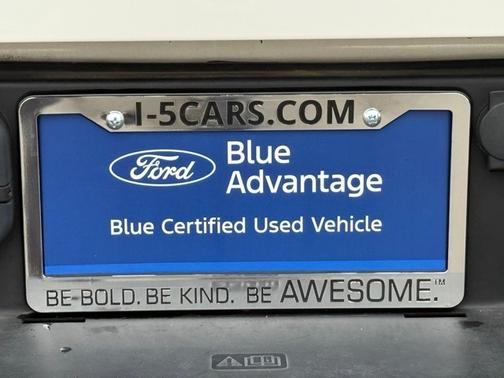 I-5CARS.COM
Ford
Blue
Advantage
Blue Certified Used Vehicle
BE BOLD. BE KIND. BE AWESOME.™